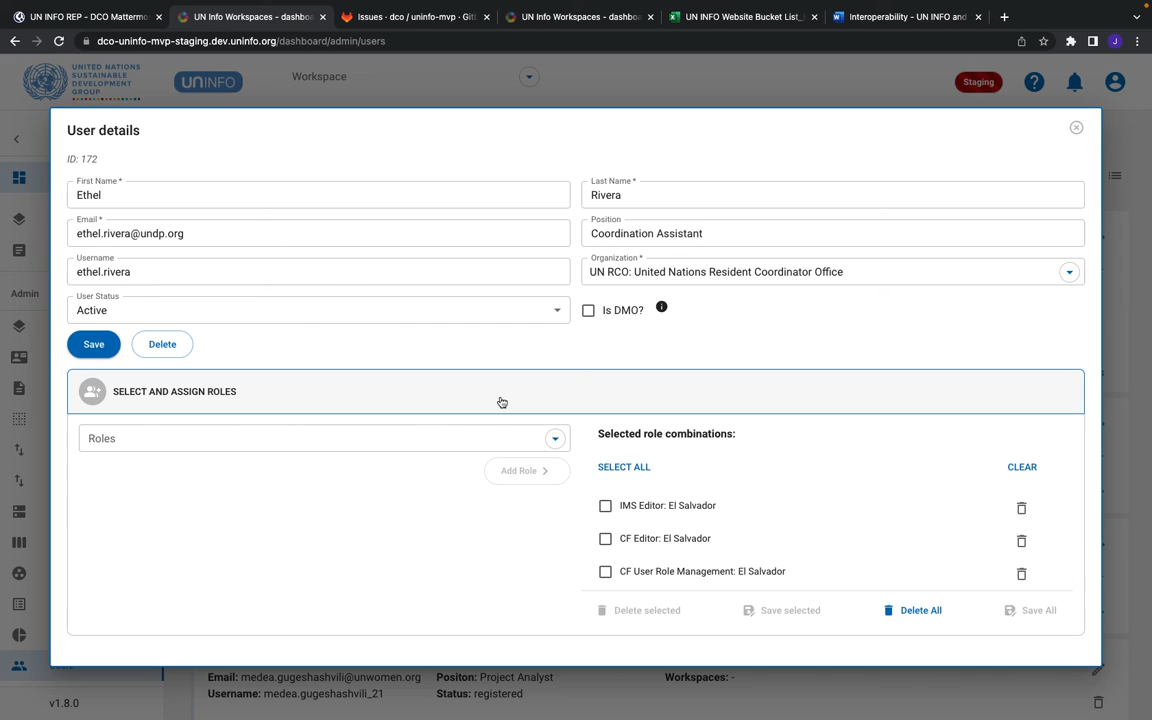 UN INFO REP - DCO Mattermos
UN Info Workspaces - dashboa
Issues · dco / uninfo-mvp · GitL
UN Info Workspaces - dashboa
UN INFO Website Bucket List_
Interoperability - UN INFO and
dco-uninfo-mvp-staging.dev.uninfo.org/dashboard/admin/users
J
UNITED NATIONS
SUSTAINABLE
DEVELOPMENT
GROUP
UNINFO
Workspace
Staging
User details
ID: 172
First Name *
Ethel
Last Name *
Rivera
Email *
ethel.rivera@undp.org
Position
Coordination Assistant
Username
ethel.rivera
Organization *
UN RCO: United Nations Resident Coordinator Office
User Status
Active
Is DMO?
Admin
Save
Delete
SELECT AND ASSIGN ROLES
Roles
Add Role
Selected role combinations:
SELECT ALL
CLEAR
IMS Editor: El Salvador
CF Editor: El Salvador
CF User Role Management: El Salvador
Delete selected
Save selected
Delete All
Save All
Email: medea.gugeshashvili@unwomen.org
Positon: Project Analyst
Workspaces: -
Username: medea.gugeshashvili_21
Status: registered
v1.8.0